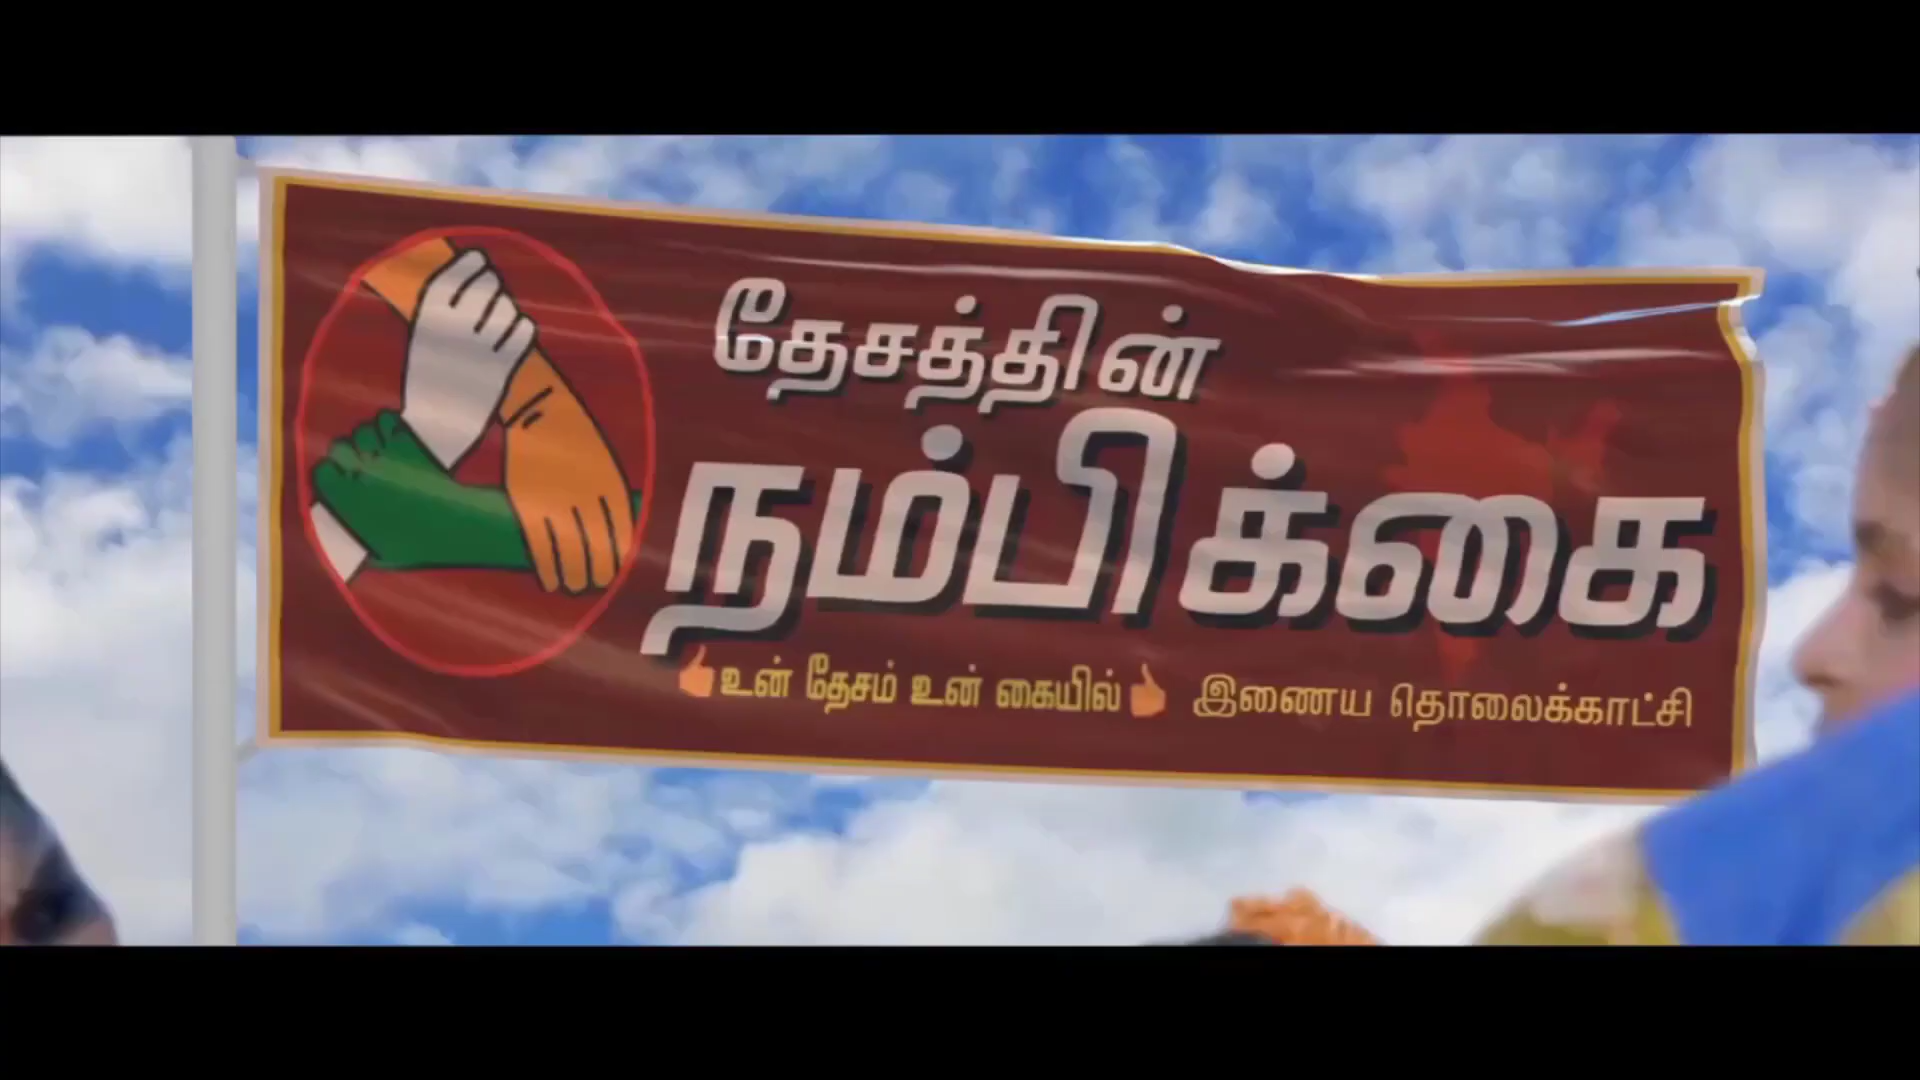 தேசத்தின்
நம்பிக்கை
உன் தேசம் உன் கையில் இணைய தொலைக்காட்சி